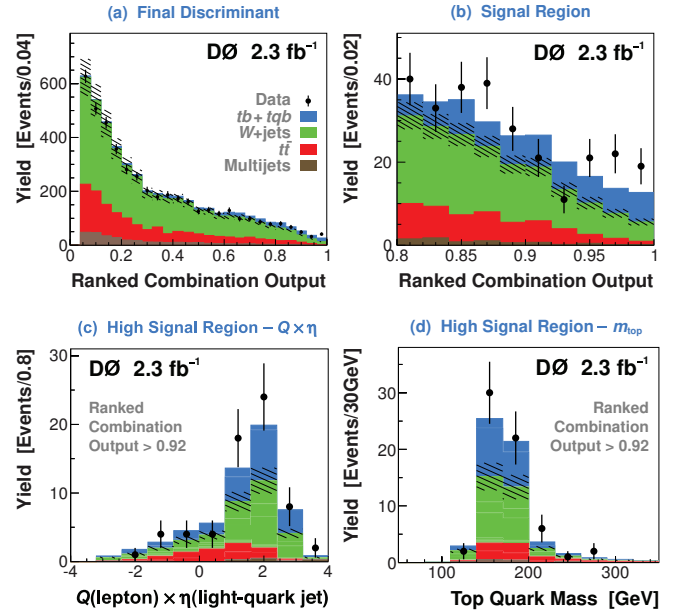 (a) Final Discriminant
Yield [Events/0.04]
600
400
200
0
DØ 2.3 fb⁻¹
Data
tb + tqb
W+jets
tt̄
Multijets
0 0.2 0.4 0.6 0.8 1
Ranked Combination Output
(b) Signal Region
Yield [Events/0.02]
40
20
0
DØ 2.3 fb⁻¹
0.8 0.85 0.9 0.95 1
Ranked Combination Output
(c) High Signal Region – Q × η
Yield [Events/0.8]
30
20
10
0
DØ 2.3 fb⁻¹
Ranked
Combination
Output > 0.92
-4 -2 0 2 4
Q(lepton) × η(light-quark jet)
(d) High Signal Region – mtop
Yield [Events/30GeV]
30
20
10
0
DØ 2.3 fb⁻¹
Ranked
Combination
Output > 0.92
100 200 300
Top Quark Mass [GeV]